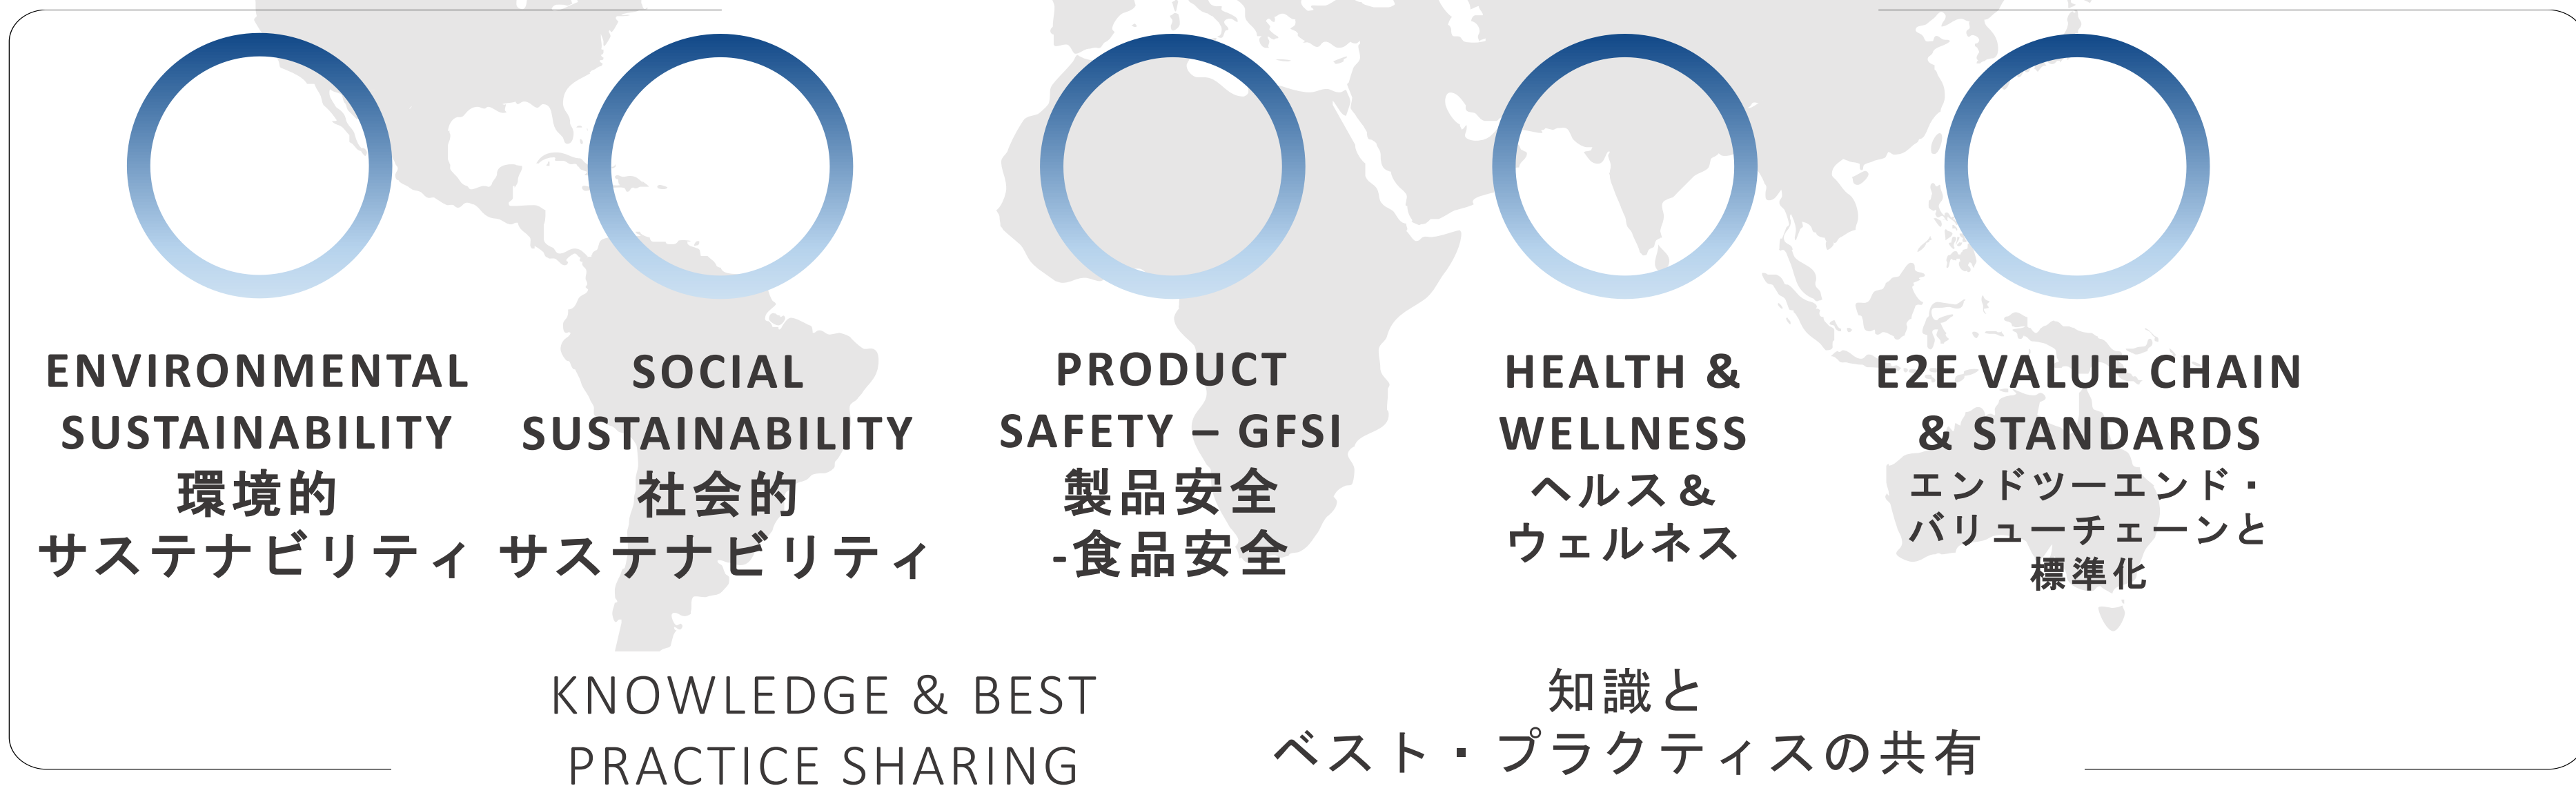 ENVIRONMENTAL
SUSTAINABILITY
環境的
サステナビリティ
SOCIAL
SUSTAINABILITY
社会的
サステナビリティ
PRODUCT
SAFETY – GFSI
製品安全
-食品安全
HEALTH &
WELLNESS
ヘルス&
ウェルネス
E2E VALUE CHAIN
& STANDARDS
エンドツーエンド・
バリューチェーンと
標準化
KNOWLEDGE & BEST
PRACTICE SHARING
知識と
ベスト・プラクティスの共有